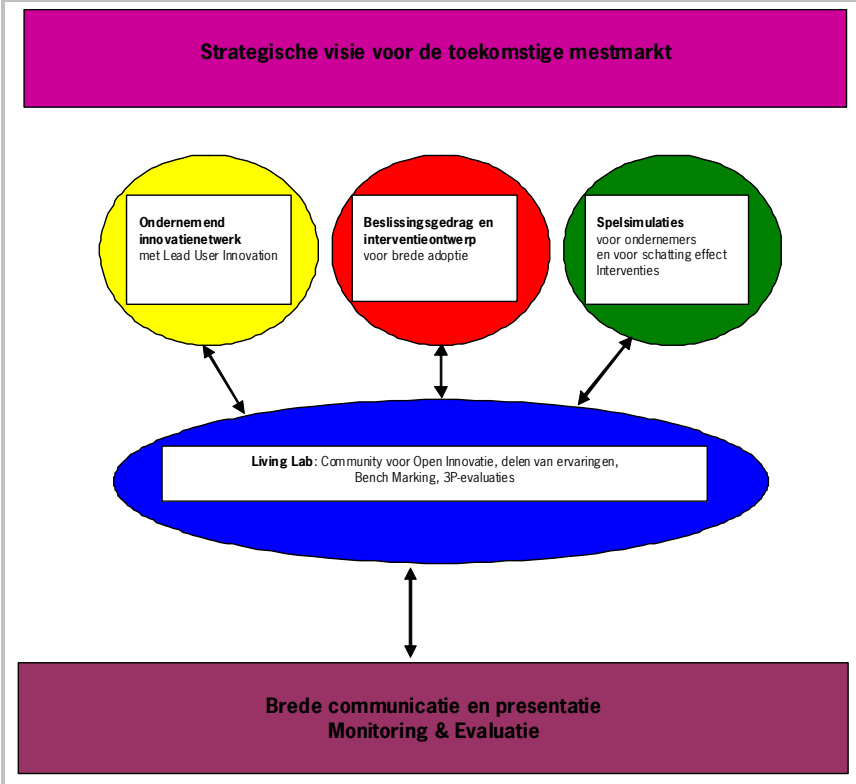 Strategische visie voor de toekomstige mestmarkt
Ondernemend
innovatienetwerk
met Lead User Innovation
Beslissingsgedrag en
interventieontwerp
voor brede adoptie
Spelsimulaties
voor ondernemers
en voor schatting effect
Interventies
Living Lab: Community voor Open Innovatie, delen van ervaringen,
Bench Marking, 3P-evaluaties
Brede communicatie en presentatie
Monitoring & Evaluatie